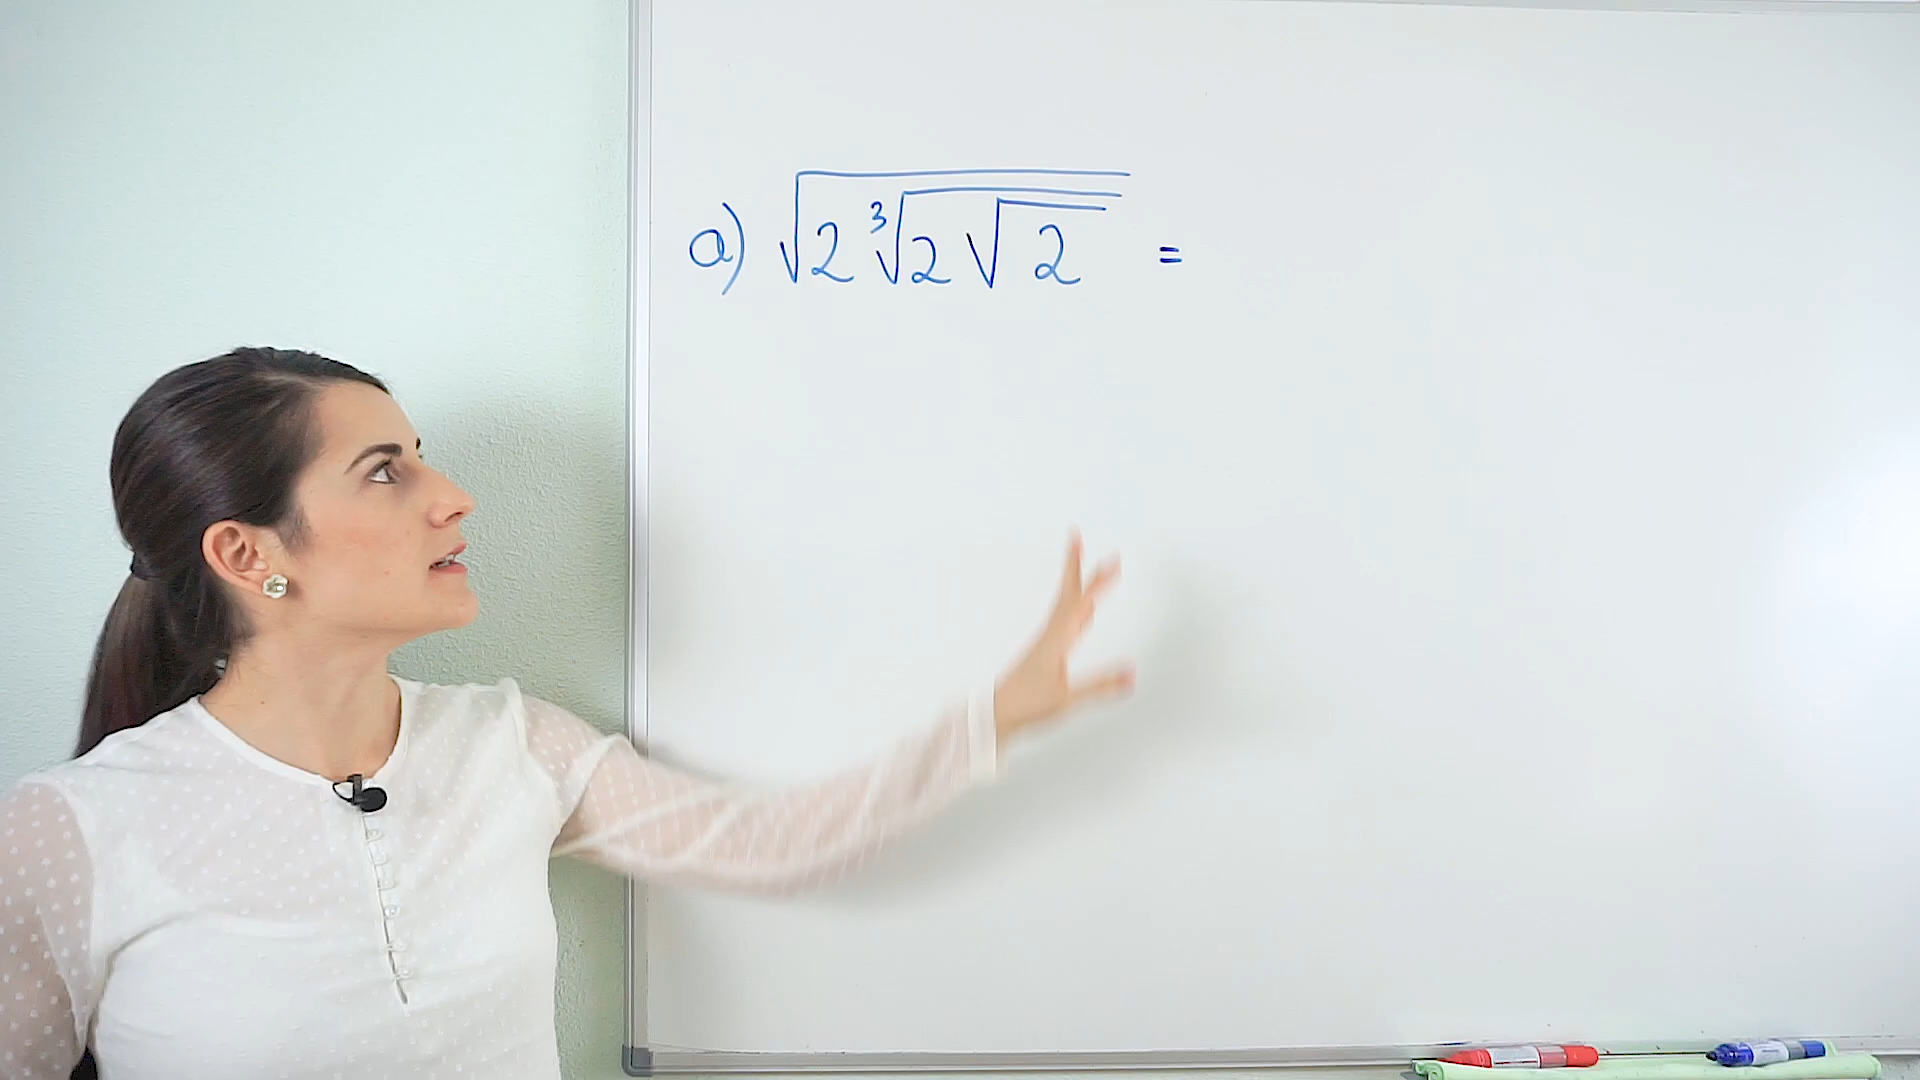 a) √(2 ∛(2 √2)) =